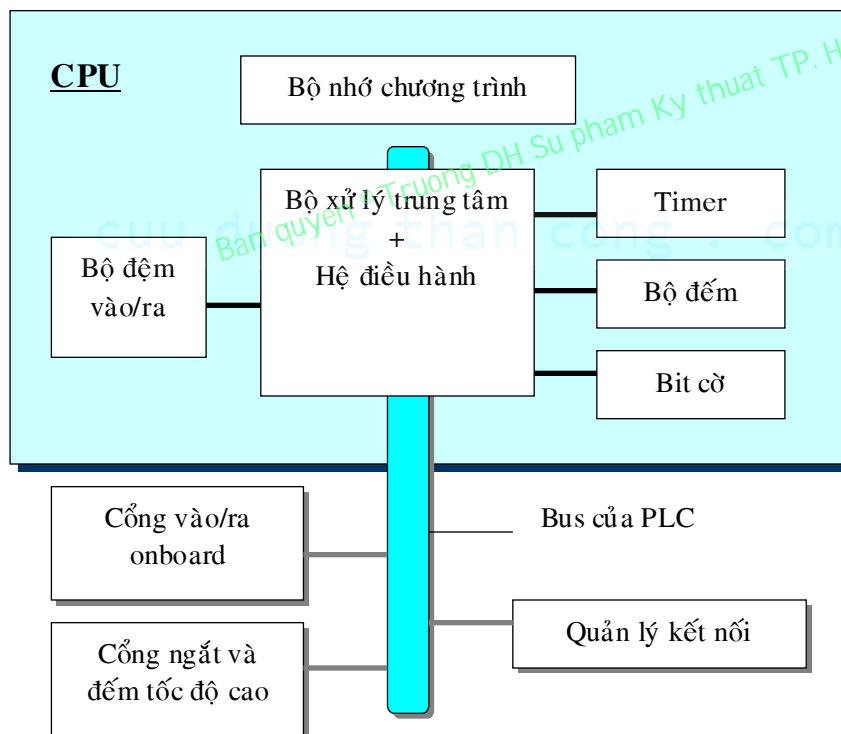 CPU
Bộ nhớ chương trình
Bản quyền © Truong DH Su pham Ky thuat TP. H
cuu duong than cong . com
Bộ xử lý trung tâm
+
Hệ điều hành
Timer
Bộ đệm
vào/ra
Bộ đếm
Bit cờ
Cổng vào/ra
onboard
Bus của PLC
Quản lý kết nối
Cổng ngắt và
đếm tốc độ cao